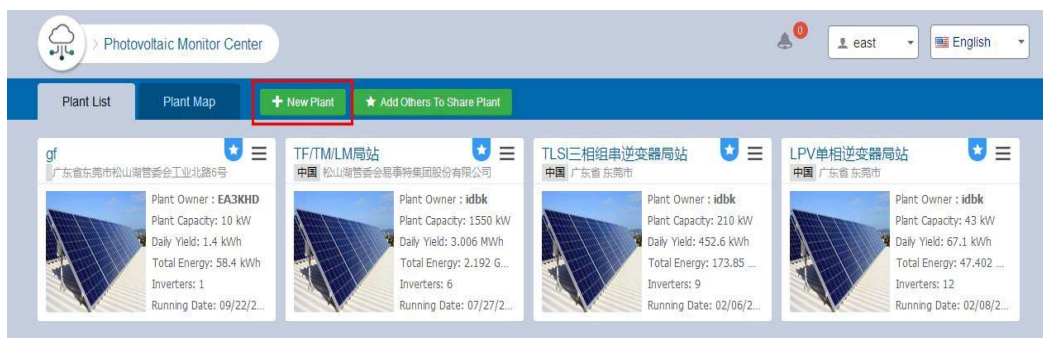 > Photovoltaic Monitor Center
0
east
English
Plant List
Plant Map
New Plant
Add Others To Share Plant
gf
广东省东莞市松山湖管委会工业北路6号
Plant Owner : EA3KHD
Plant Capacity: 10 kW
Daily Yield: 1.4 kWh
Total Energy: 58.4 kWh
Inverters: 1
Running Date: 09/22/2...
TF/TM/LM局站
中国 松山湖管委会易事特集团股份有限公司
Plant Owner : idbk
Plant Capacity: 1550 kW
Daily Yield: 3.006 MWh
Total Energy: 2.192 G...
Inverters: 6
Running Date: 07/27/2...
TLSI三相组串逆变器局站
中国 广东省 东莞市
Plant Owner : idbk
Plant Capacity: 210 kW
Daily Yield: 452.6 kWh
Total Energy: 173.85 ...
Inverters: 9
Running Date: 02/06/2...
LPV单相逆变器局站
中国 广东省 东莞市
Plant Owner : idbk
Plant Capacity: 43 kW
Daily Yield: 67.1 kWh
Total Energy: 47.402 ...
Inverters: 12
Running Date: 02/08/2...